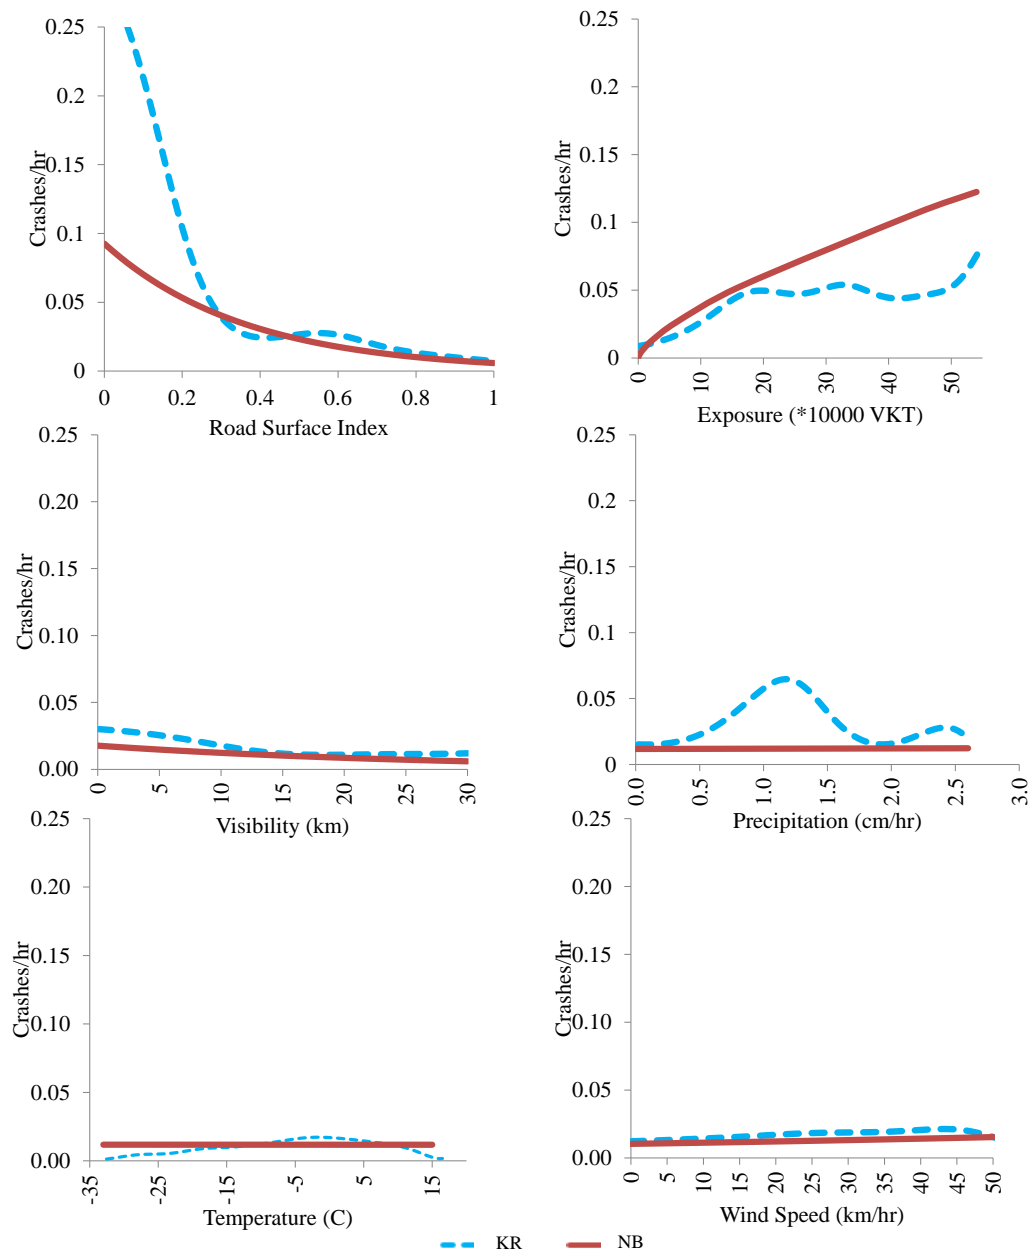 0.25
0.2
0.15
0.1
0.05
0
Crashes/hr
0 0.2 0.4 0.6 0.8 1
Road Surface Index
0.25
0.2
0.15
0.1
0.05
0
Crashes/hr
0 10 20 30 40 50
Exposure (*10000 VKT)
0.25
0.20
0.15
0.10
0.05
0.00
Crashes/hr
0 5 10 15 20 25 30
Visibility (km)
0.25
0.2
0.15
0.1
0.05
0
Crashes/hr
0.0 0.5 1.0 1.5 2.0 2.5 3.0
Precipitation (cm/hr)
0.25
0.20
0.15
0.10
0.05
0.00
Crashes/hr
-35 -25 -15 -5 5 15
Temperature (C)
0.25
0.20
0.15
0.10
0.05
0.00
Crashes/hr
0 5 10 15 20 25 30 35 40 45 50
Wind Speed (km/hr)
KR NB